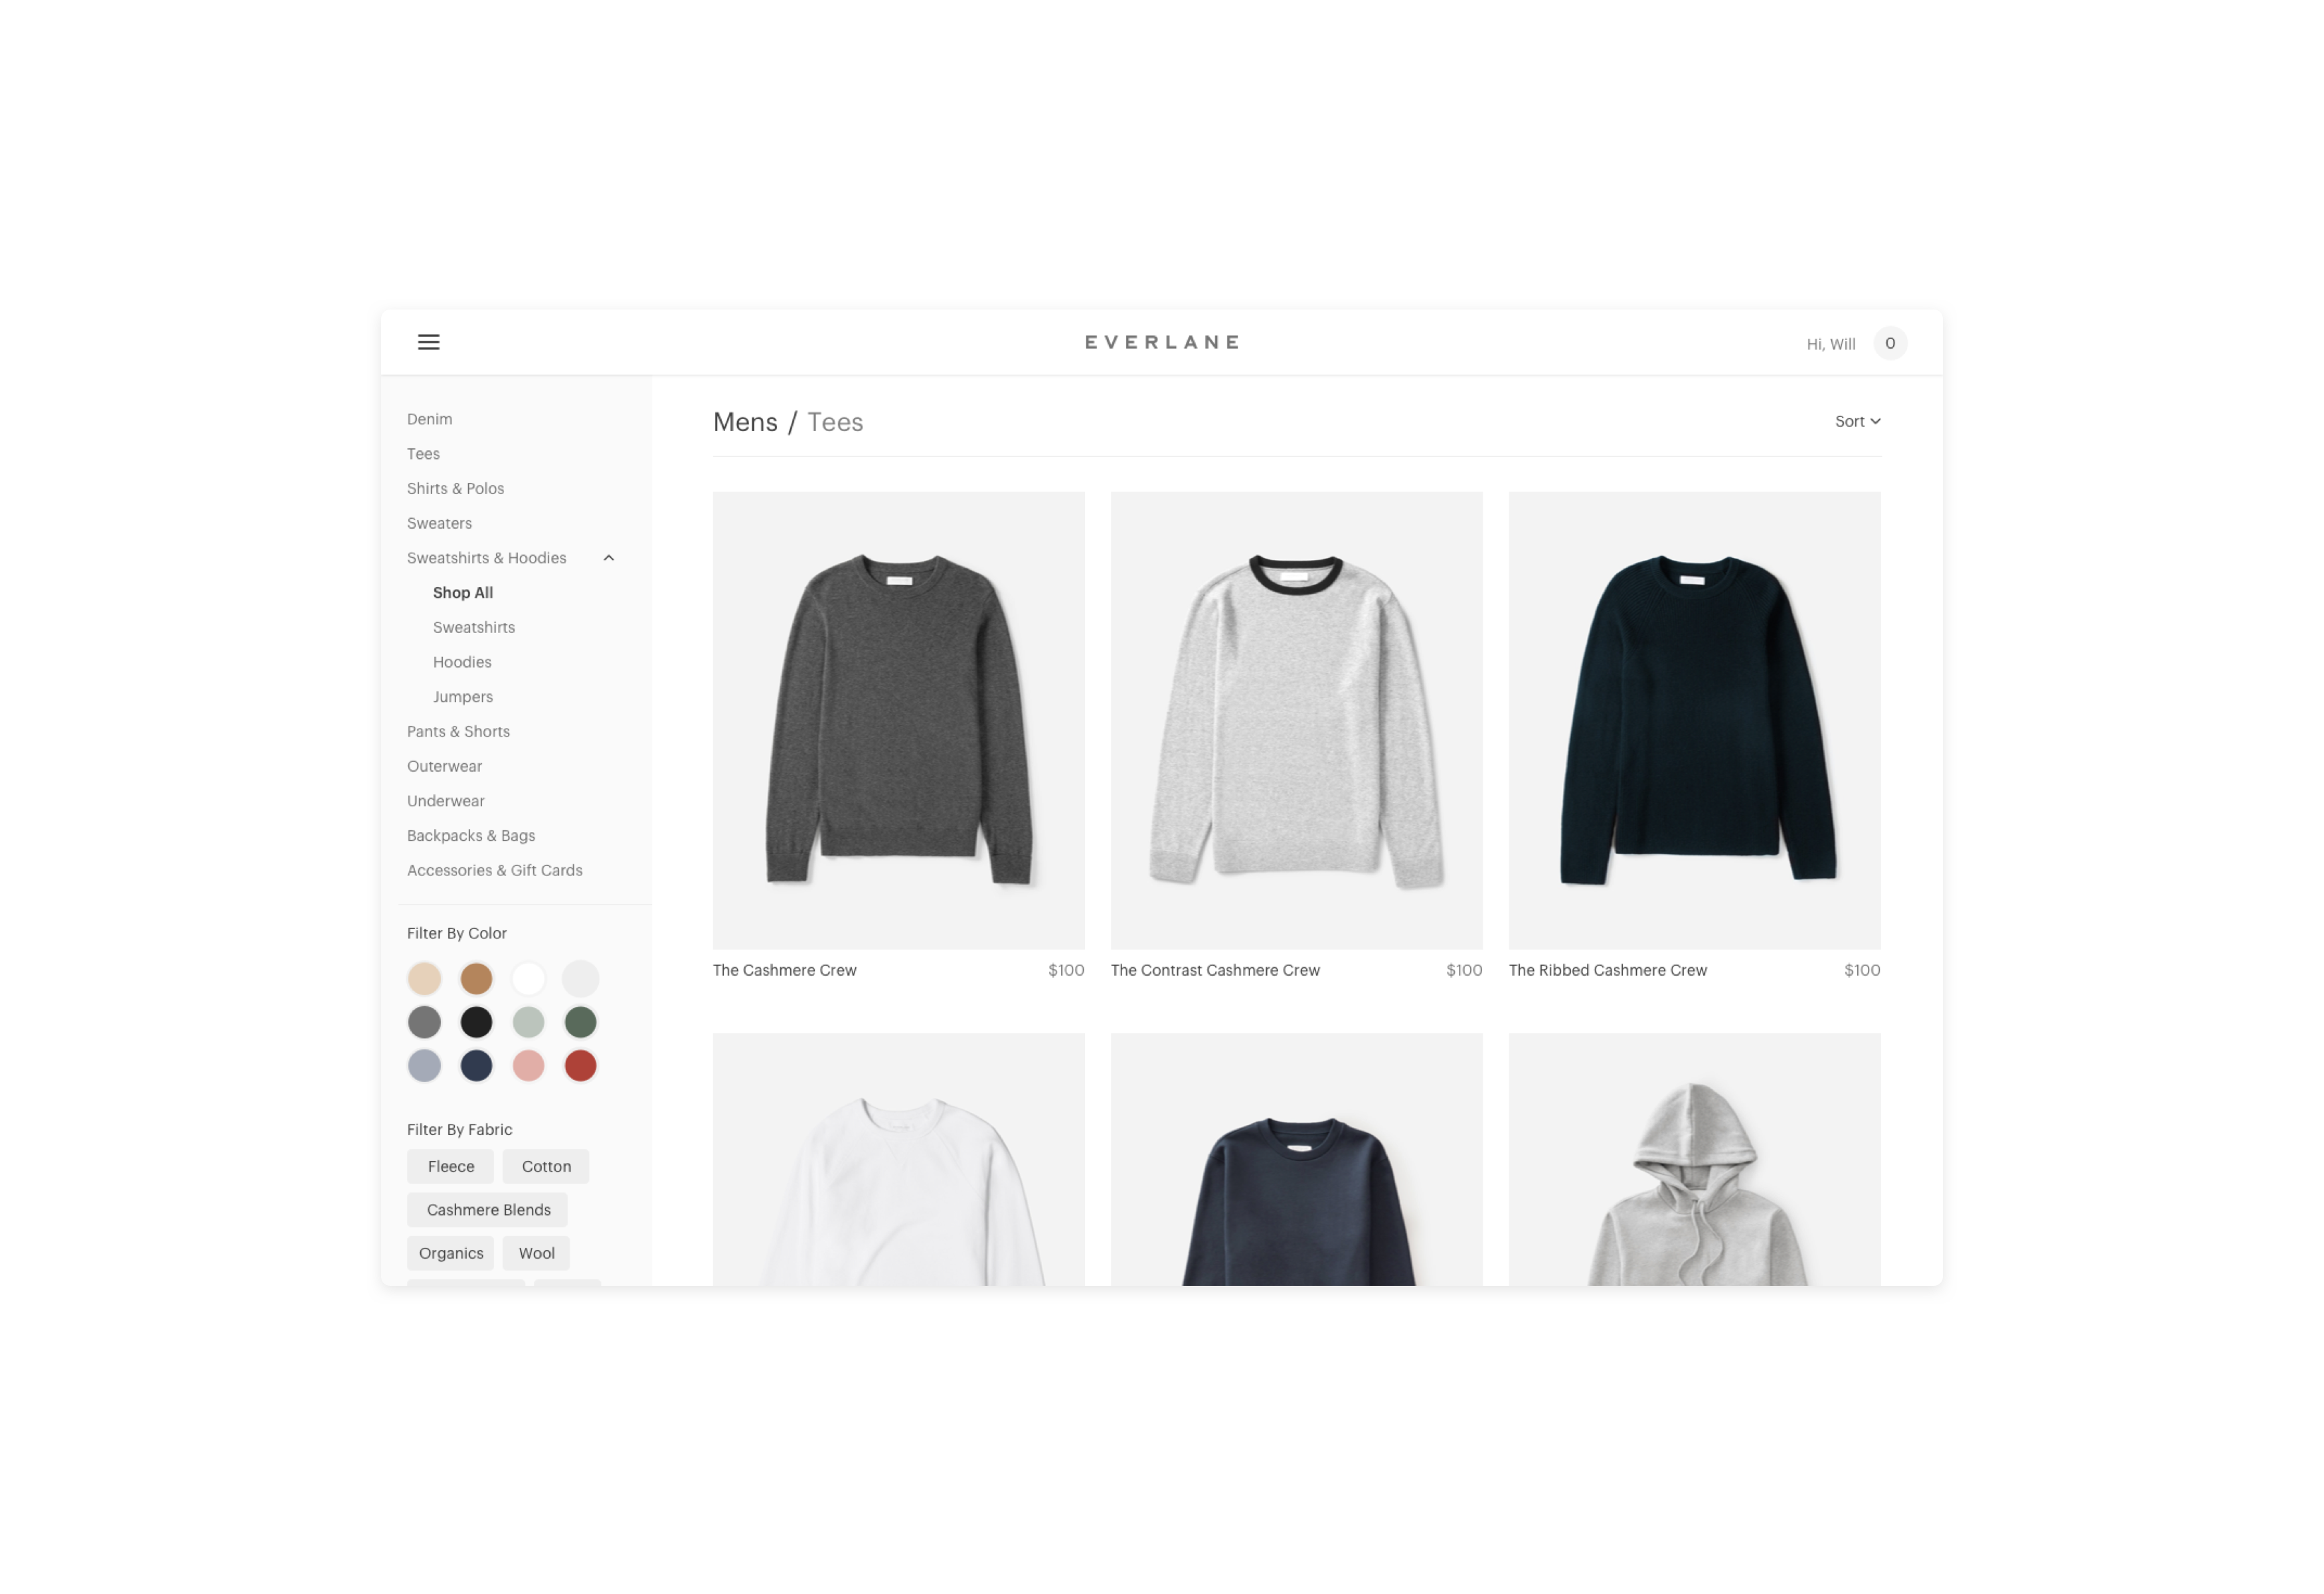 EVERLANE
Hi, Will
0
Denim
Tees
Shirts & Polos
Sweaters
Sweatshirts & Hoodies
Shop All
Sweatshirts
Hoodies
Jumpers
Pants & Shorts
Outerwear
Underwear
Backpacks & Bags
Accessories & Gift Cards
Filter By Color
Filter By Fabric
Fleece Cotton
Cashmere Blends
Organics Wool
Mens / Tees
Sort
The Cashmere Crew $100
The Contrast Cashmere Crew $100
The Ribbed Cashmere Crew $100